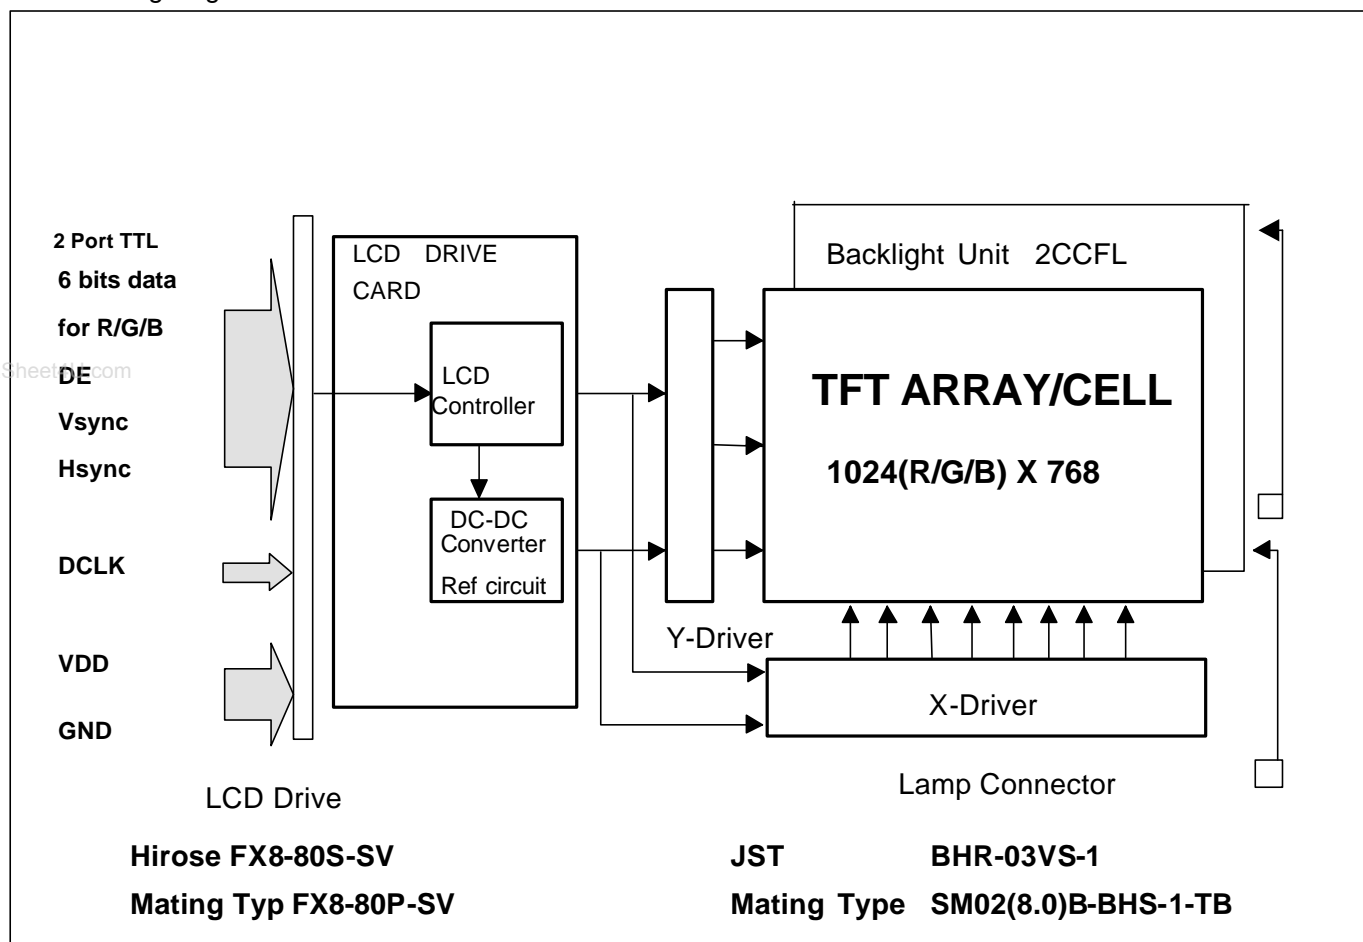 2 Port TTL
6 bits data
for R/G/B
DE
Vsync
Hsync
DCLK
VDD
GND
LCD DRIVE
CARD
LCD
Controller
DC-DC
Converter
Ref circuit
Backlight Unit 2CCFL
TFT ARRAY/CELL
1024(R/G/B) X 768
Y-Driver
X-Driver
LCD Drive
Lamp Connector
Hirose FX8-80S-SV
JST BHR-03VS-1
Mating Typ FX8-80P-SV
Mating Type SM02(8.0)B-BHS-1-TB